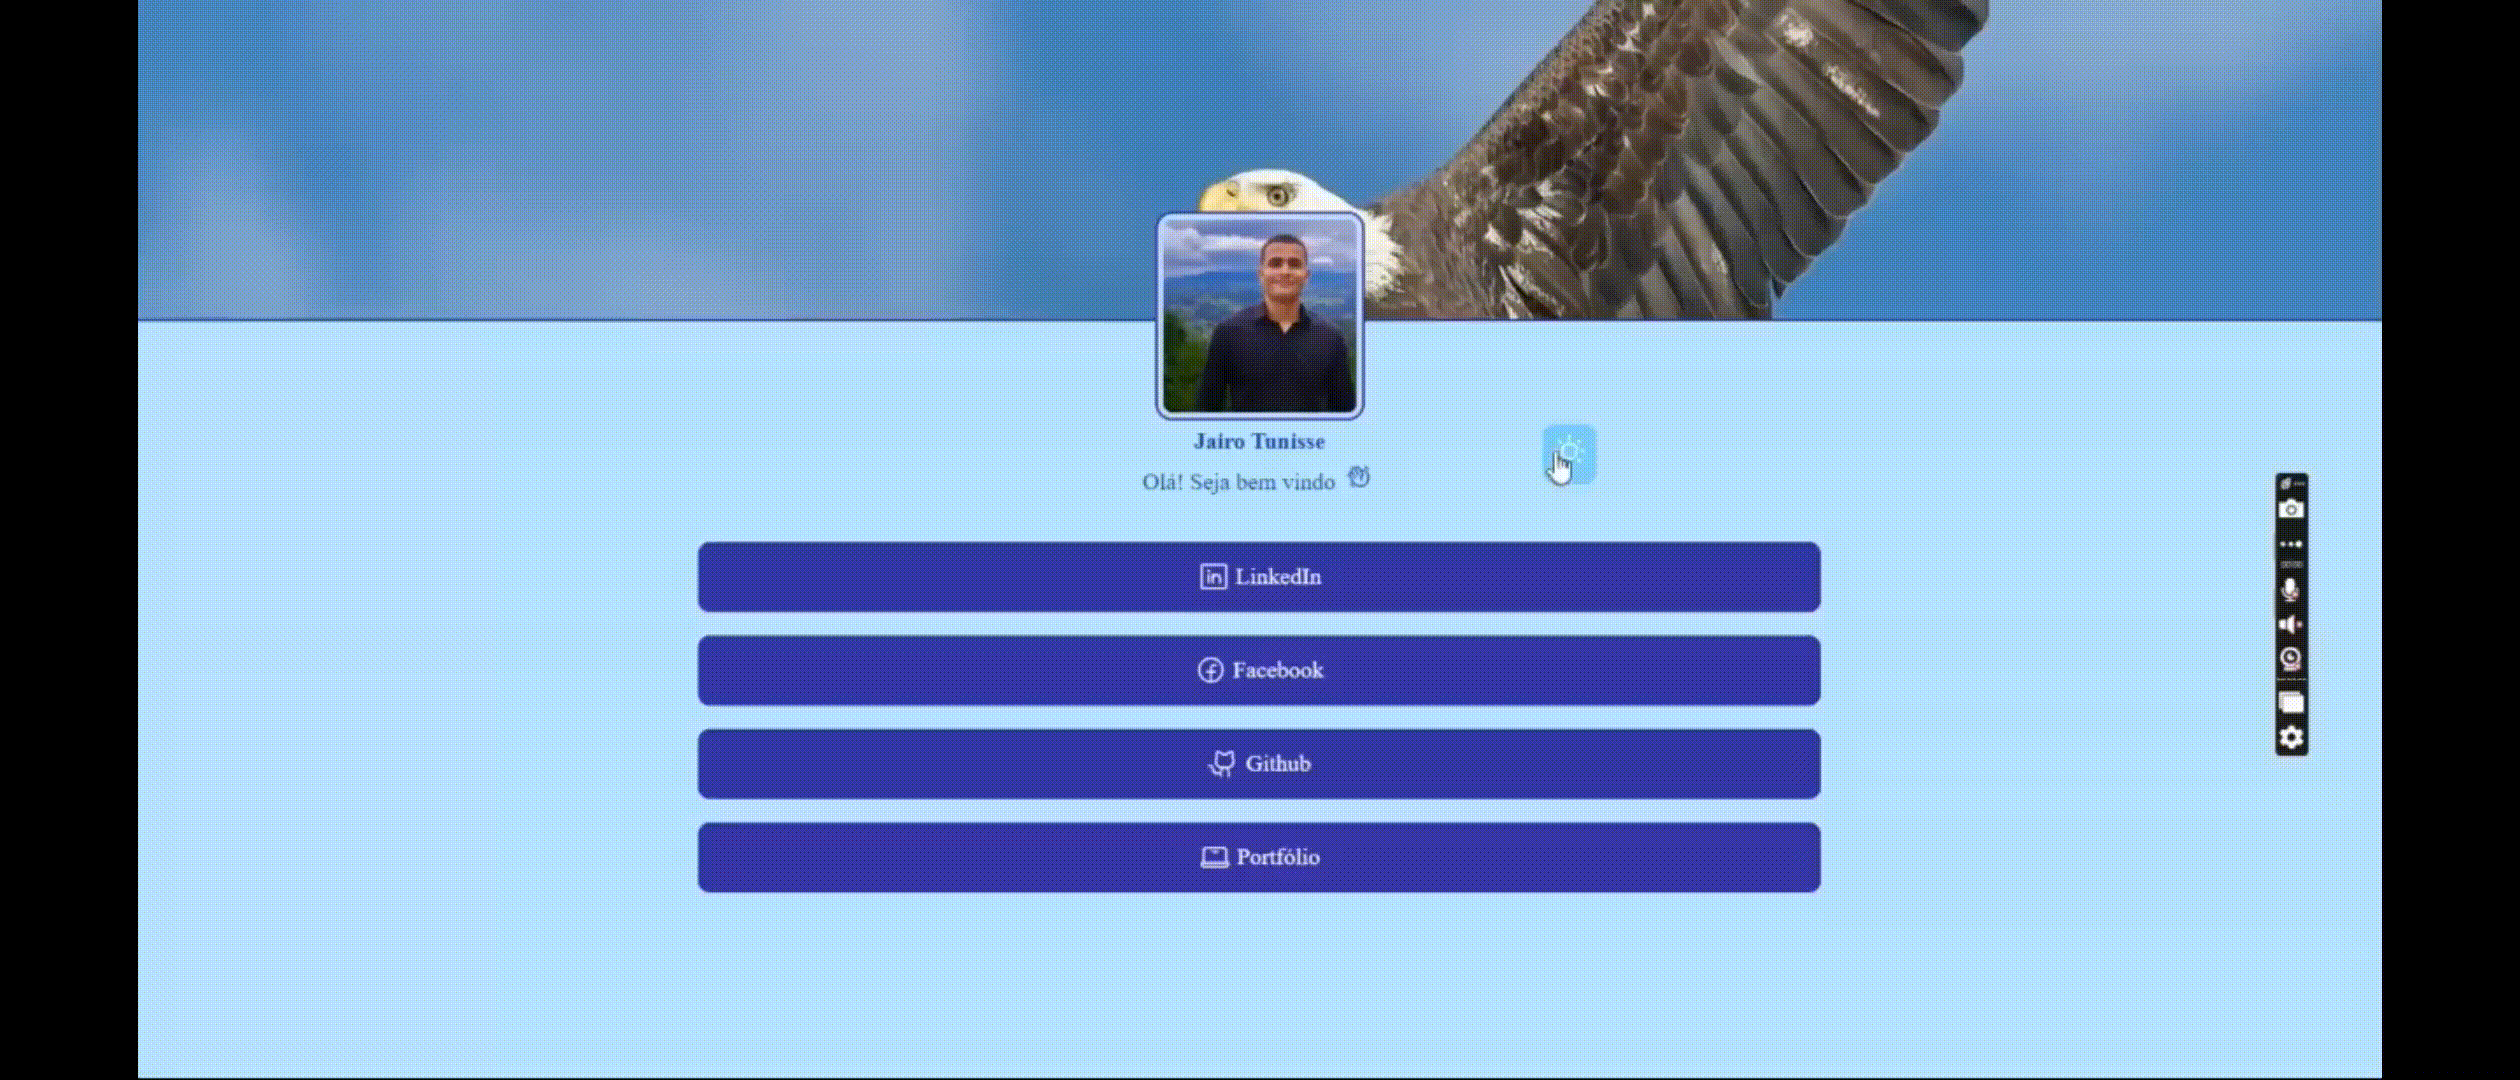 Jairo Tunisse
Olá! Seja bem vindo
LinkedIn
Facebook
Github
Portfólio